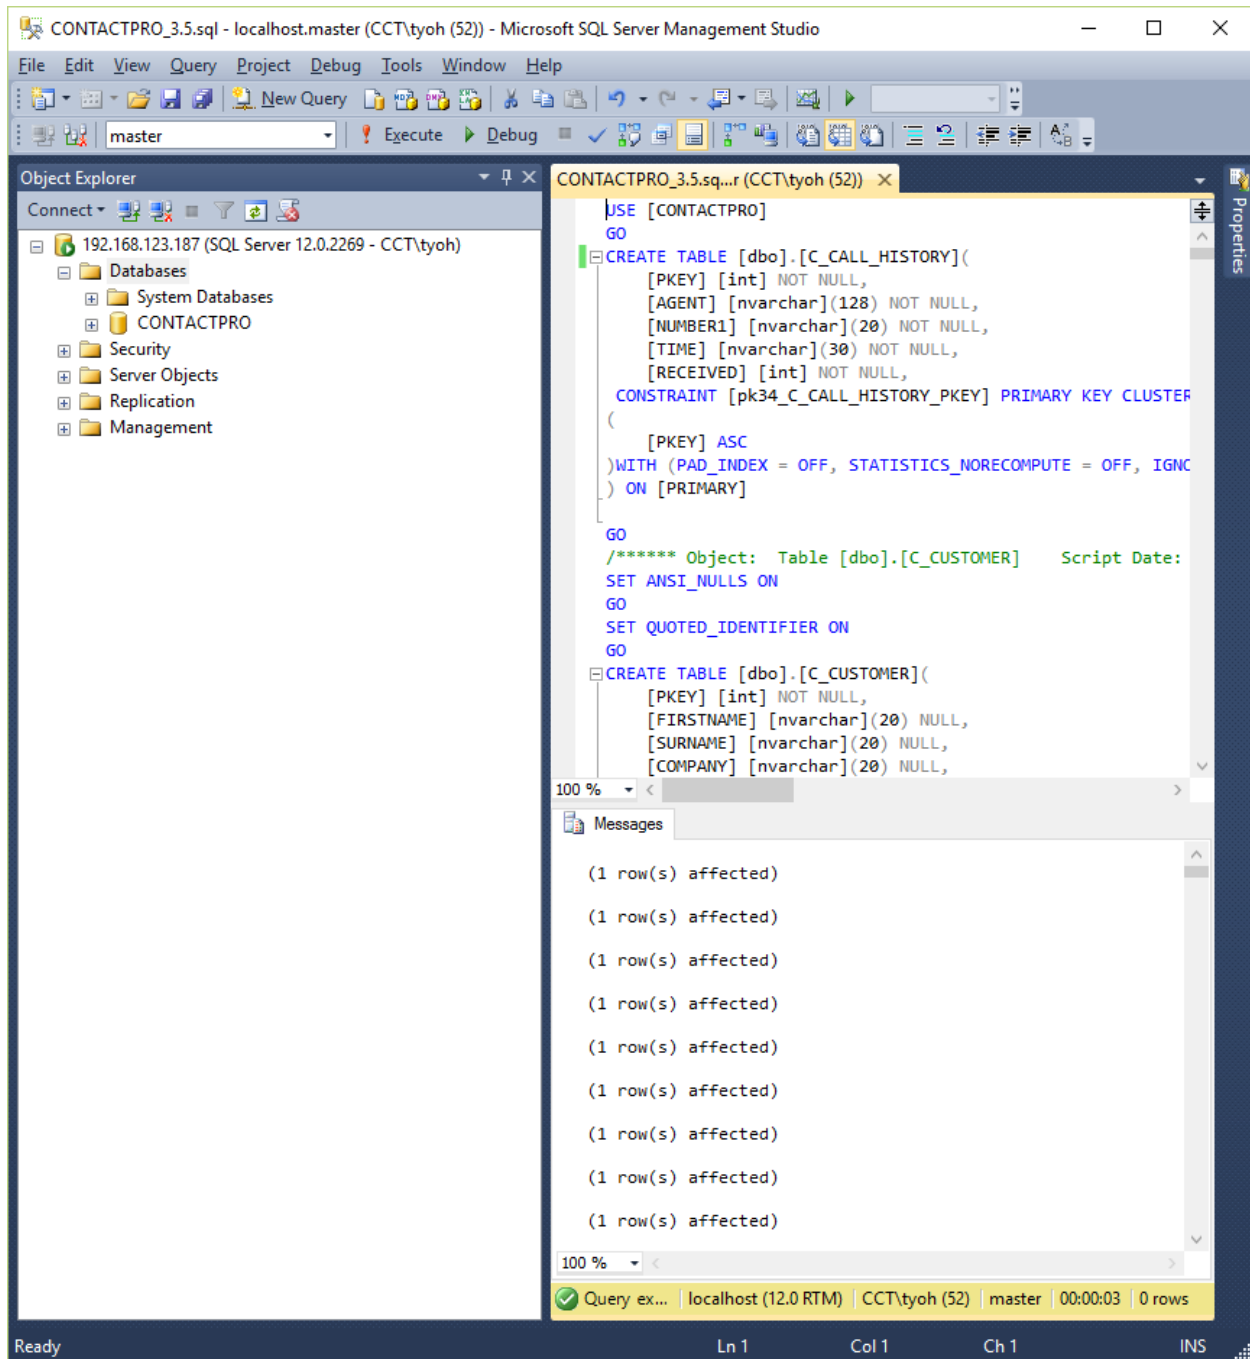 CONTACTPRO_3.5.sql - localhost.master (CCT\tyoh (52)) - Microsoft SQL Server Management Studio
File Edit View Query Project Debug Tools Window Help
New Query
master Execute Debug
Object Explorer
Connect
192.168.123.187 (SQL Server 12.0.2269 - CCT\tyoh)
Databases
System Databases
CONTACTPRO
Security
Server Objects
Replication
Management
CONTACTPRO_3.5.sq...r (CCT\tyoh (52))
USE [CONTACTPRO]
GO
CREATE TABLE [dbo].[C_CALL_HISTORY](
[PKEY] [int] NOT NULL,
[AGENT] [nvarchar](128) NOT NULL,
[NUMBER1] [nvarchar](20) NOT NULL,
[TIME] [nvarchar](30) NOT NULL,
[RECEIVED] [int] NOT NULL,
CONSTRAINT [pk34_C_CALL_HISTORY_PKEY] PRIMARY KEY CLUSTER
(
[PKEY] ASC
)WITH (PAD_INDEX = OFF, STATISTICS_NORECOMPUTE = OFF, IGNO
) ON [PRIMARY]
GO
/****** Object: Table [dbo].[C_CUSTOMER] Script Date:
SET ANSI_NULLS ON
GO
SET QUOTED_IDENTIFIER ON
GO
CREATE TABLE [dbo].[C_CUSTOMER](
[PKEY] [int] NOT NULL,
[FIRSTNAME] [nvarchar](20) NULL,
[SURNAME] [nvarchar](20) NULL,
[COMPANY] [nvarchar](20) NULL,
100 %
Messages
(1 row(s) affected)
(1 row(s) affected)
(1 row(s) affected)
(1 row(s) affected)
(1 row(s) affected)
(1 row(s) affected)
(1 row(s) affected)
(1 row(s) affected)
(1 row(s) affected)
100 %
Query ex... localhost (12.0 RTM) CCT\tyoh (52) master 00:00:03 0 rows
Properties
Ready Ln 1 Col 1 Ch 1 INS